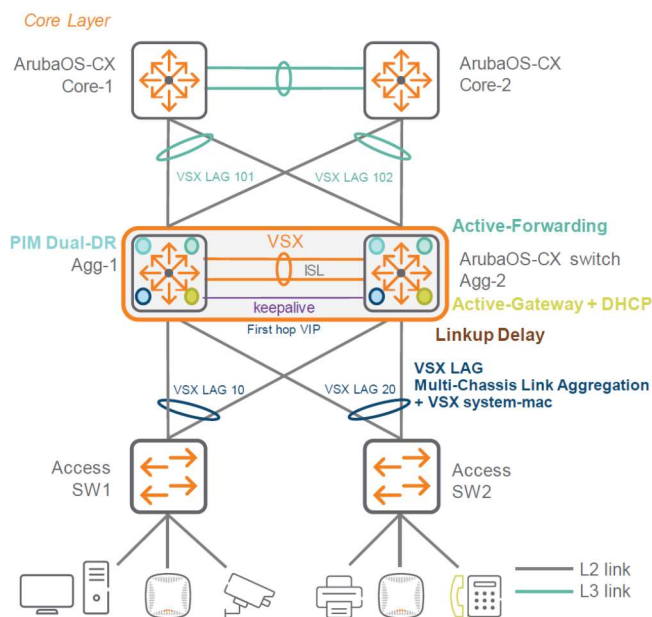 Core Layer
ArubaOS-CX
Core-1
ArubaOS-CX
Core-2
VSX LAG 101
VSX LAG 102
PIM Dual-DR
Agg-1
VSX
ISL
keepalive
First hop VIP
Active-Forwarding
ArubaOS-CX switch
Agg-2
Active-Gateway + DHCP
Linkup Delay
VSX LAG
Multi-Chassis Link Aggregation
+ VSX system-mac
VSX LAG 10
VSX LAG 20
Access
SW1
Access
SW2
L2 link
L3 link